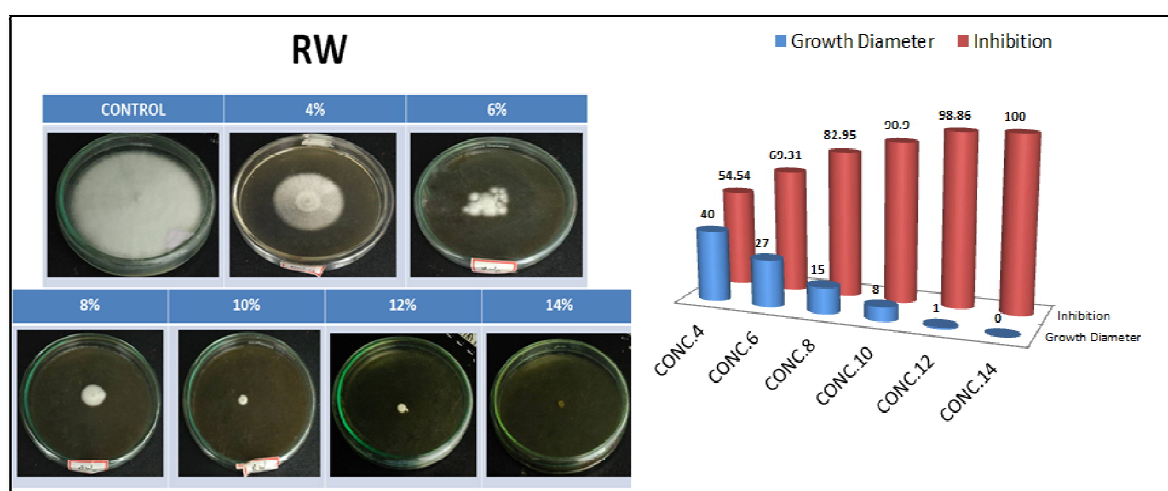 RW
CONTROL 4% 6%
8% 10% 12% 14%
Growth Diameter Inhibition
54.54 69.31 82.95 90.9 98.86 100
40 27 15 8 1 0
Inhibition
Growth Diameter
CONC.4 CONC.6 CONC.8 CONC.10 CONC.12 CONC.14